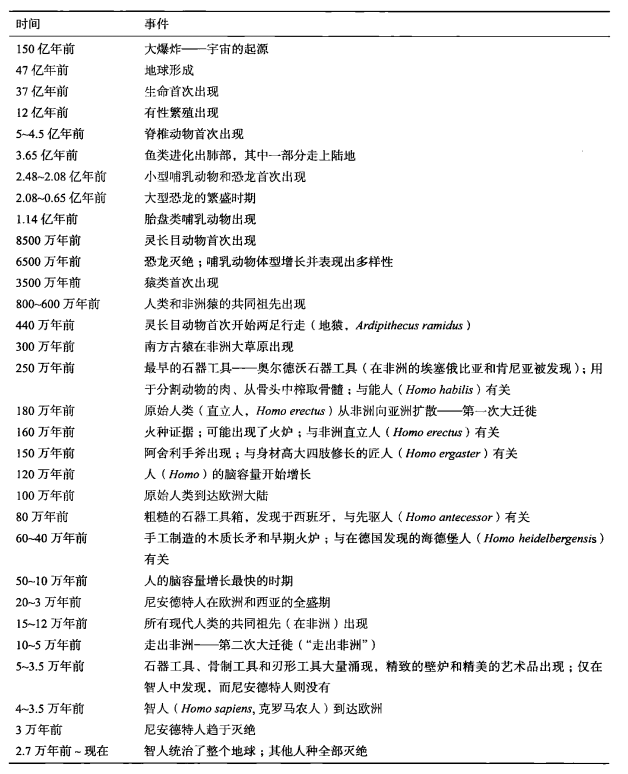 时间 事件
150 亿年前 大爆炸——宇宙的起源
47 亿年前 地球形成
37 亿年前 生命首次出现
12 亿年前 有性繁殖出现
5~4.5 亿年前 脊椎动物首次出现
3.65 亿年前 鱼类进化出肺部，其中一部分走上陆地
2.48~2.08 亿年前 小型哺乳动物和恐龙首次出现
2.08~0.65 亿年前 大型恐龙的繁盛时期
1.14 亿年前 胎盘类哺乳动物出现
8500 万年前 灵长目动物首次出现
6500 万年前 恐龙灭绝；哺乳动物体型增长并表现出多样性
3500 万年前 猿类首次出现
800~600 万年前 人类和非洲猿的共同祖先出现
440 万年前 灵长目动物首次开始两足行走（地猿，Ardipithecus ramidus）
300 万年前 南方古猿在非洲大草原出现
250 万年前 最早的石器工具——奥尔德沃石器工具（在非洲的埃塞俄比亚和肯尼亚被发现）；用
于分割动物的肉、从骨头中榨取骨髓；与能人（Homo habilis）有关
180 万年前 原始人类（直立人，Homo erectus）从非洲向亚洲扩散——第一次大迁徙
160 万年前 火种证据；可能出现了火炉；与非洲直立人（Homo erectus）有关
150 万年前 阿舍利手斧出现；与身材高大四肢修长的匠人（Homo ergaster）有关
120 万年前 人（Homo）的脑容量开始增长
100 万年前 原始人类到达欧洲大陆
80 万年前 粗糙的石器工具箱，发现于西班牙，与先驱人（Homo antecessor）有关
60~40 万年前 手工制造的木质长矛和早期火炉；与在德国发现的海德堡人（Homo heidelbergensis）
有关
50~10 万年前 人的脑容量增长最快的时期
20~3 万年前 尼安德特人在欧洲和西亚的全盛期
15~12 万年前 所有现代人类的共同祖先（在非洲）出现
10~5 万年前 走出非洲——第二次大迁徙（“走出非洲”）
5~3.5 万年前 石器工具、骨制工具和刃形工具大量涌现，精致的壁炉和精美的艺术品出现；仅在
智人中发现，而尼安德特人则没有
4~3.5 万年前 智人（Homo sapiens, 克罗马农人）到达欧洲
3 万年前 尼安德特人趋于灭绝
2.7 万年前 ~ 现在 智人统治了整个地球；其他人种全部灭绝